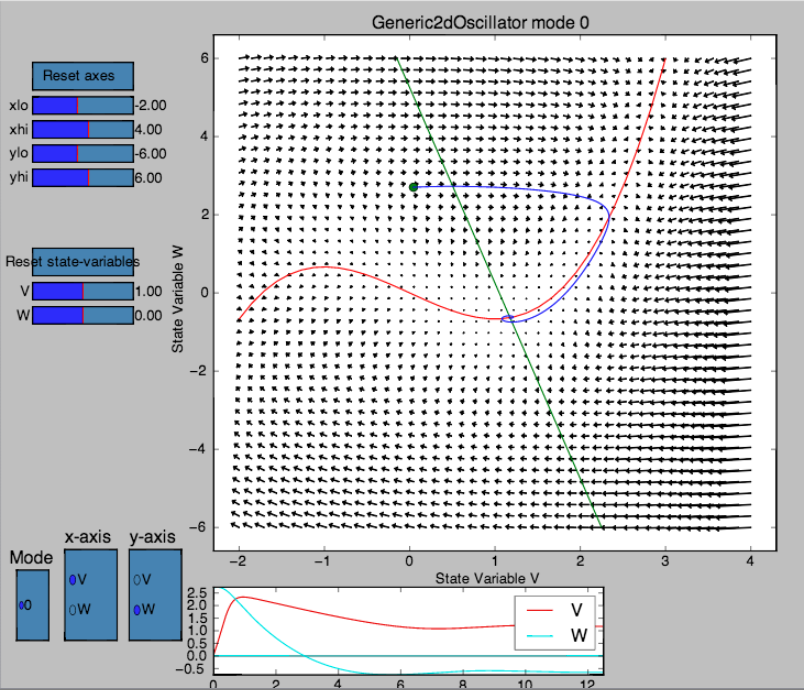 Generic2dOscillator mode 0
Reset axes
xlo -2.00
xhi 4.00
ylo -6.00
yhi 6.00
Reset state-variables
V 1.00
W 0.00
State Variable W
6
4
2
0
−2
−4
−6
−2 −1 0 1 2 3 4
State Variable V
Mode
0
x-axis
V
W
y-axis
V
W
2.5
2.0
1.5
1.0
0.5
0.0
−0.5
0 2 4 6 8 10 12
V
W